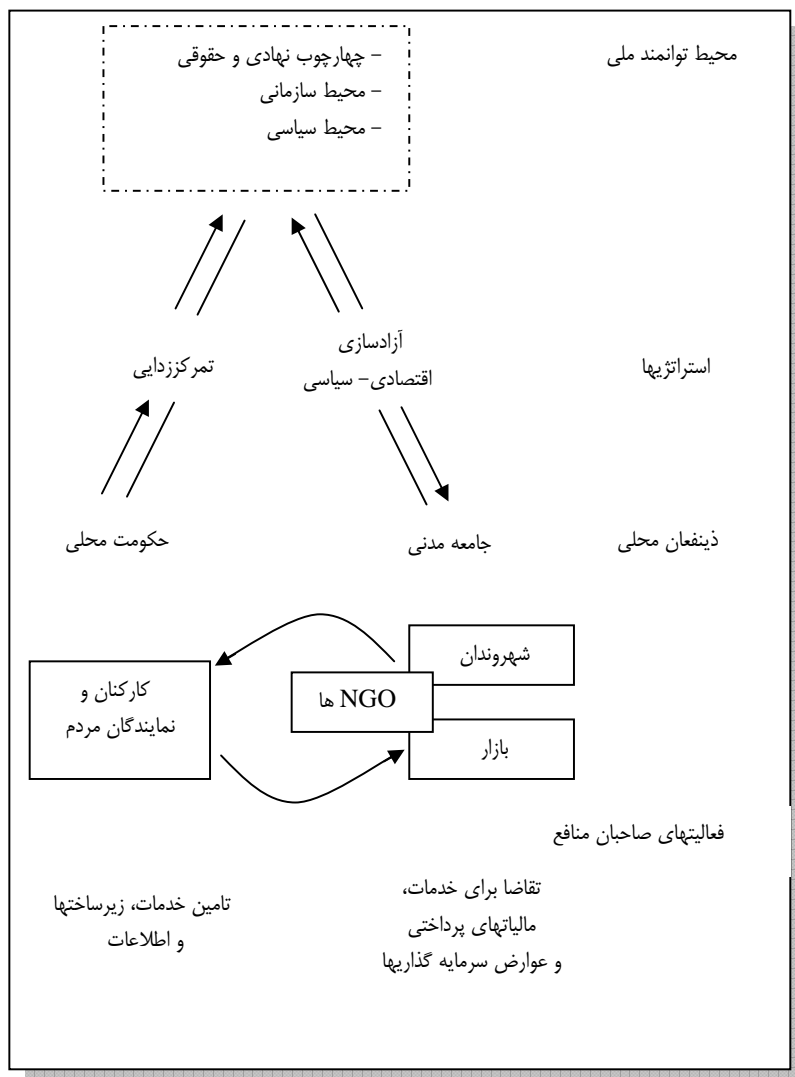 محیط توانمند ملی
- چهارچوب نهادی و حقوقی
- محیط سازمانی
- محیط سیاسی
استراتژیها
آزادسازی
اقتصادی- سیاسی
تمرکززدایی
ذینفعان محلی
جامعه مدنی
حکومت محلی
شهروندان
NGO ها
بازار
کارکنان و
نمایندگان مردم
فعالیتهای صاحبان منافع
تقاضا برای خدمات،
مالیاتهای پرداختی
و عوارض سرمایه گذاریها
تامین خدمات، زیرساختها
و اطلاعات